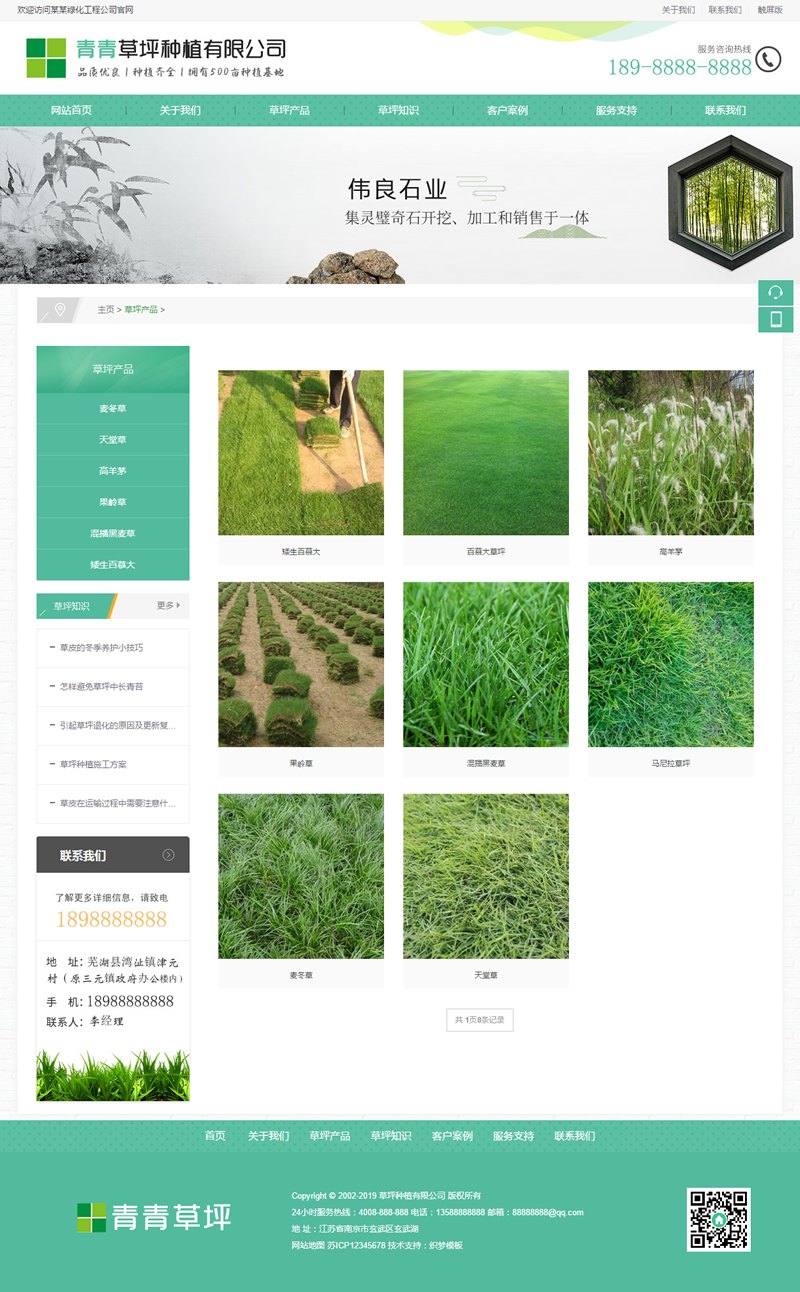 欢迎访问某某绿化工程公司官网
关于我们 联系我们 触屏版
青青草坪种植有限公司
品质优良 | 种植齐全 | 拥有500亩种植基地
服务咨询热线
189-8888-8888
网站首页 关于我们 草坪产品 草坪知识 客户案例 服务支持 联系我们
伟良石业
集灵璧奇石开挖、加工和销售于一体
主页 > 草坪产品 >
草坪产品
麦冬草
天堂草
高羊茅
果岭草
混播黑麦草
矮生百慕大
草坪知识 更多
草皮的冬季养护小技巧
怎样避免草坪中长青苔
引起草坪退化的原因及更新复...
草坪种植施工方案
草皮在运输过程中需要注意什...
联系我们
了解更多详细信息，请致电
1898888888
地 址：芜湖县湾沚镇津元
村（原三元镇政府办公楼内）
手 机：18988888888
联系人：李经理
矮生百慕大 百慕大草坪 高羊茅
果岭草 混播黑麦草 马尼拉草坪
麦冬草 天堂草
共 1页8条记录
首页 关于我们 草坪产品 草坪知识 客户案例 服务支持 联系我们
青青草坪
Copyright © 2002-2019 草坪种植有限公司 版权所有
24小时服务热线：4008-888-888 电话：13588888888 邮箱：88888888@qq.com
地 址：江苏省南京市玄武区玄武湖
网站地图 苏ICP12345678 技术支持：织梦模板